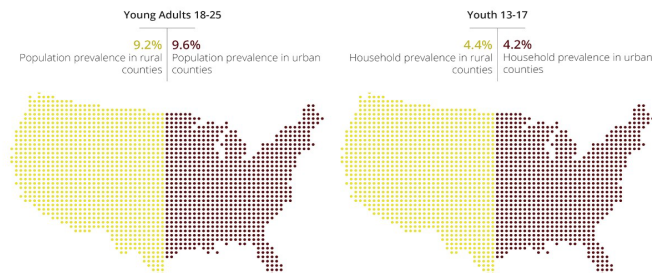 Young Adults 18-25
9.2%
Population prevalence in rural
counties
9.6%
Population prevalence in urban
counties
Youth 13-17
4.4%
Household prevalence in rural
counties
4.2%
Household prevalence in urban
counties